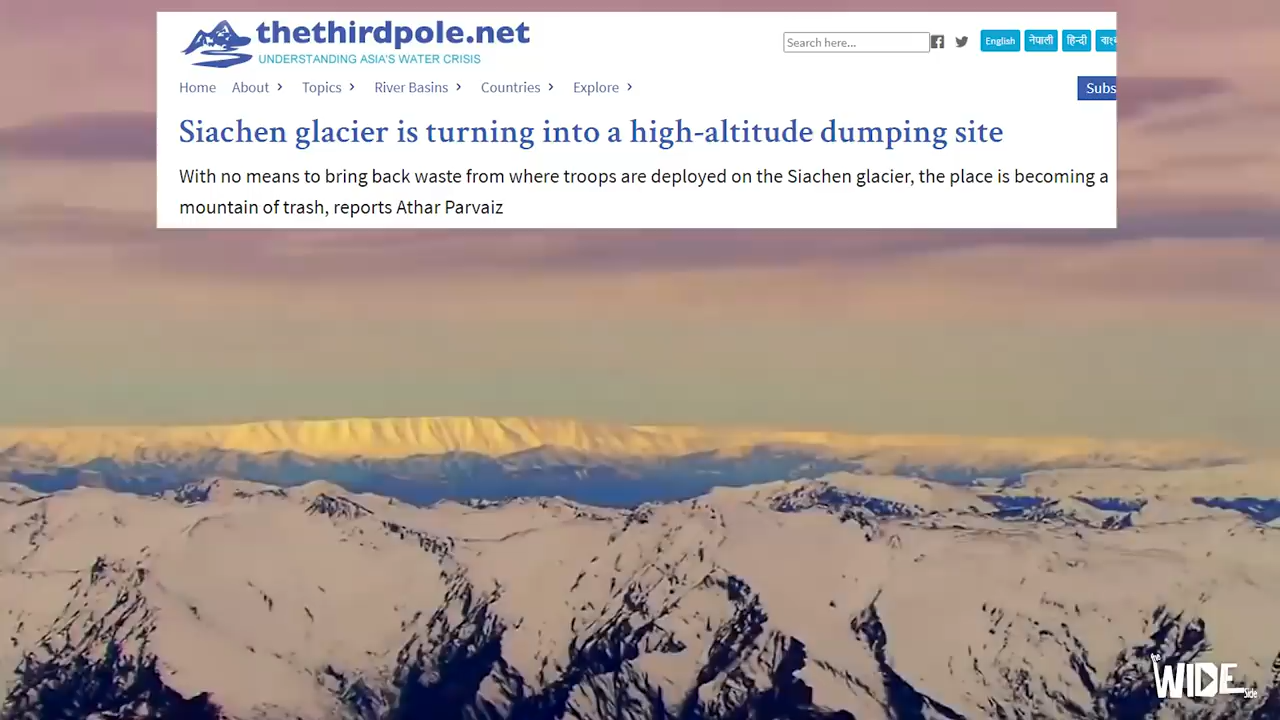 thethirdpole.net
UNDERSTANDING ASIA'S WATER CRISIS
Search here...
English
नेपाली
हिन्दी
Home About Topics River Basins Countries Explore
Subs
Siachen glacier is turning into a high-altitude dumping site
With no means to bring back waste from where troops are deployed on the Siachen glacier, the place is becoming a
mountain of trash, reports Athar Parvaiz
the
WIDE
Side